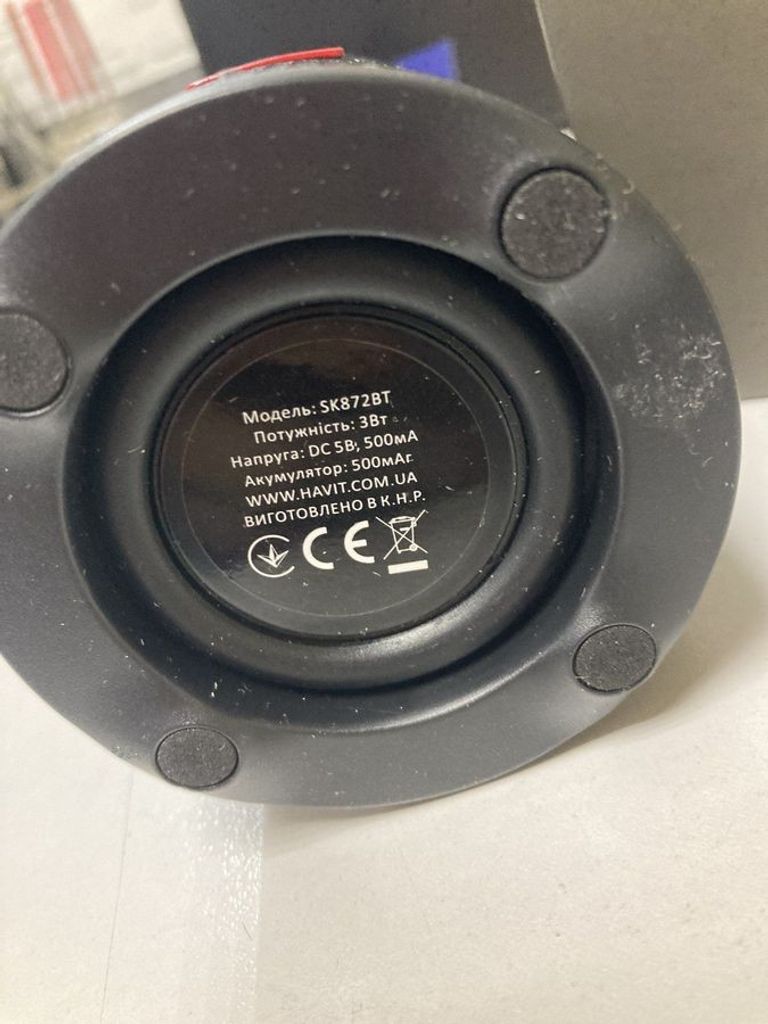 Модель: SK872BT
Потужність: 3Вт
Напруга: DC 5В, 500мА
Акумулятор: 500мАг
WWW.HAVIT.COM.UA
ВИГОТОВЛЕНО В К.Н.Р.
CE